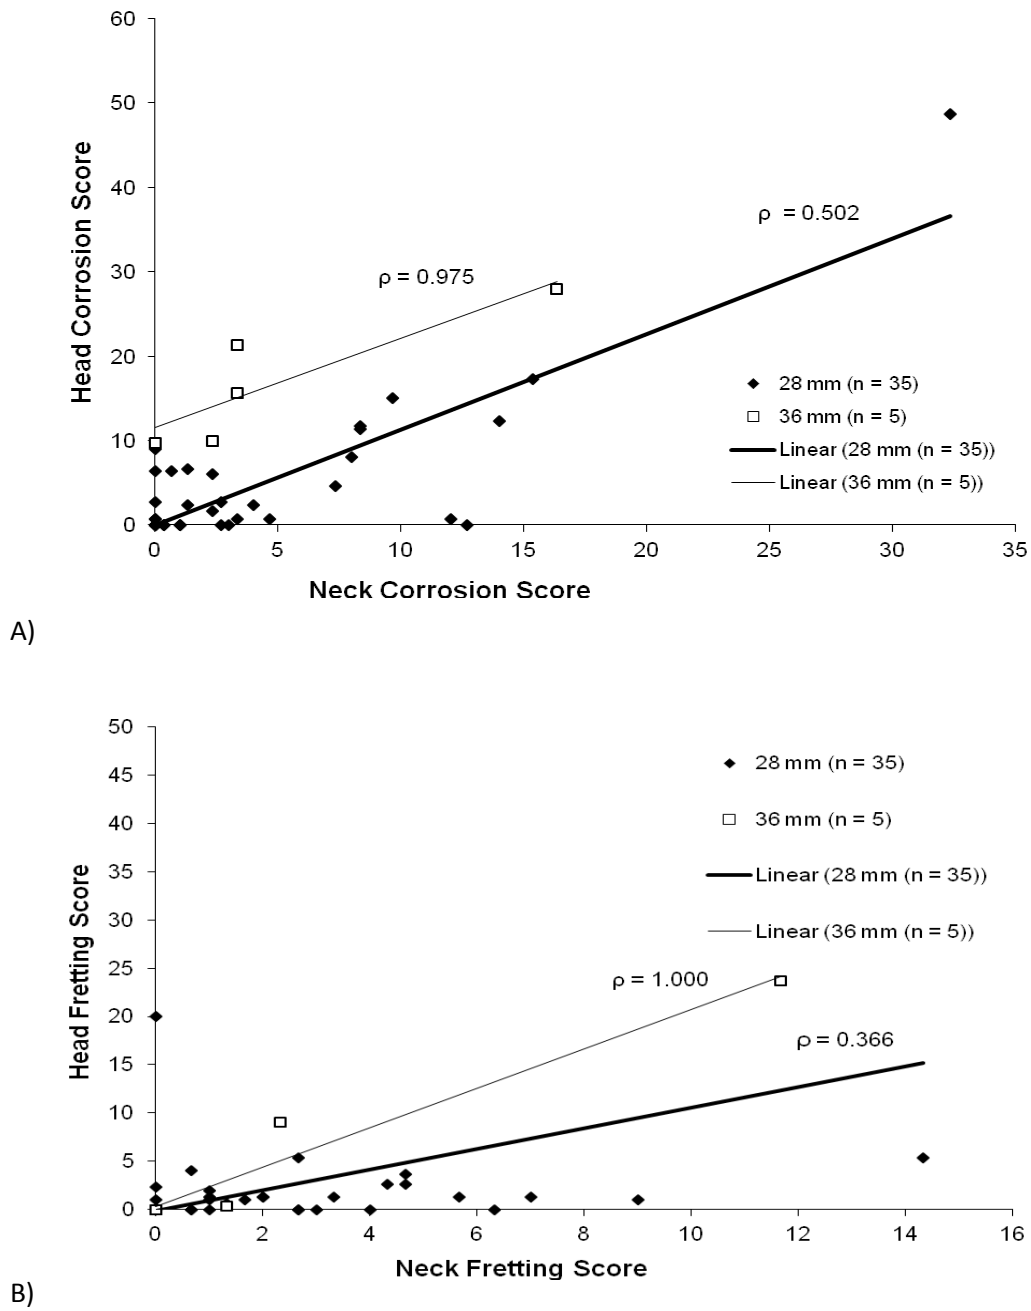 60
50
40
30
20
10
0
Head Corrosion Score
ρ = 0.502
ρ = 0.975
28 mm (n = 35)
36 mm (n = 5)
Linear (28 mm (n = 35))
Linear (36 mm (n = 5))
0 5 10 15 20 25 30 35
Neck Corrosion Score
A)
50
45
40
35
30
25
20
15
10
5
0
Head Fretting Score
28 mm (n = 35)
36 mm (n = 5)
Linear (28 mm (n = 35))
Linear (36 mm (n = 5))
ρ = 1.000
ρ = 0.366
0 2 4 6 8 10 12 14 16
Neck Fretting Score
B)